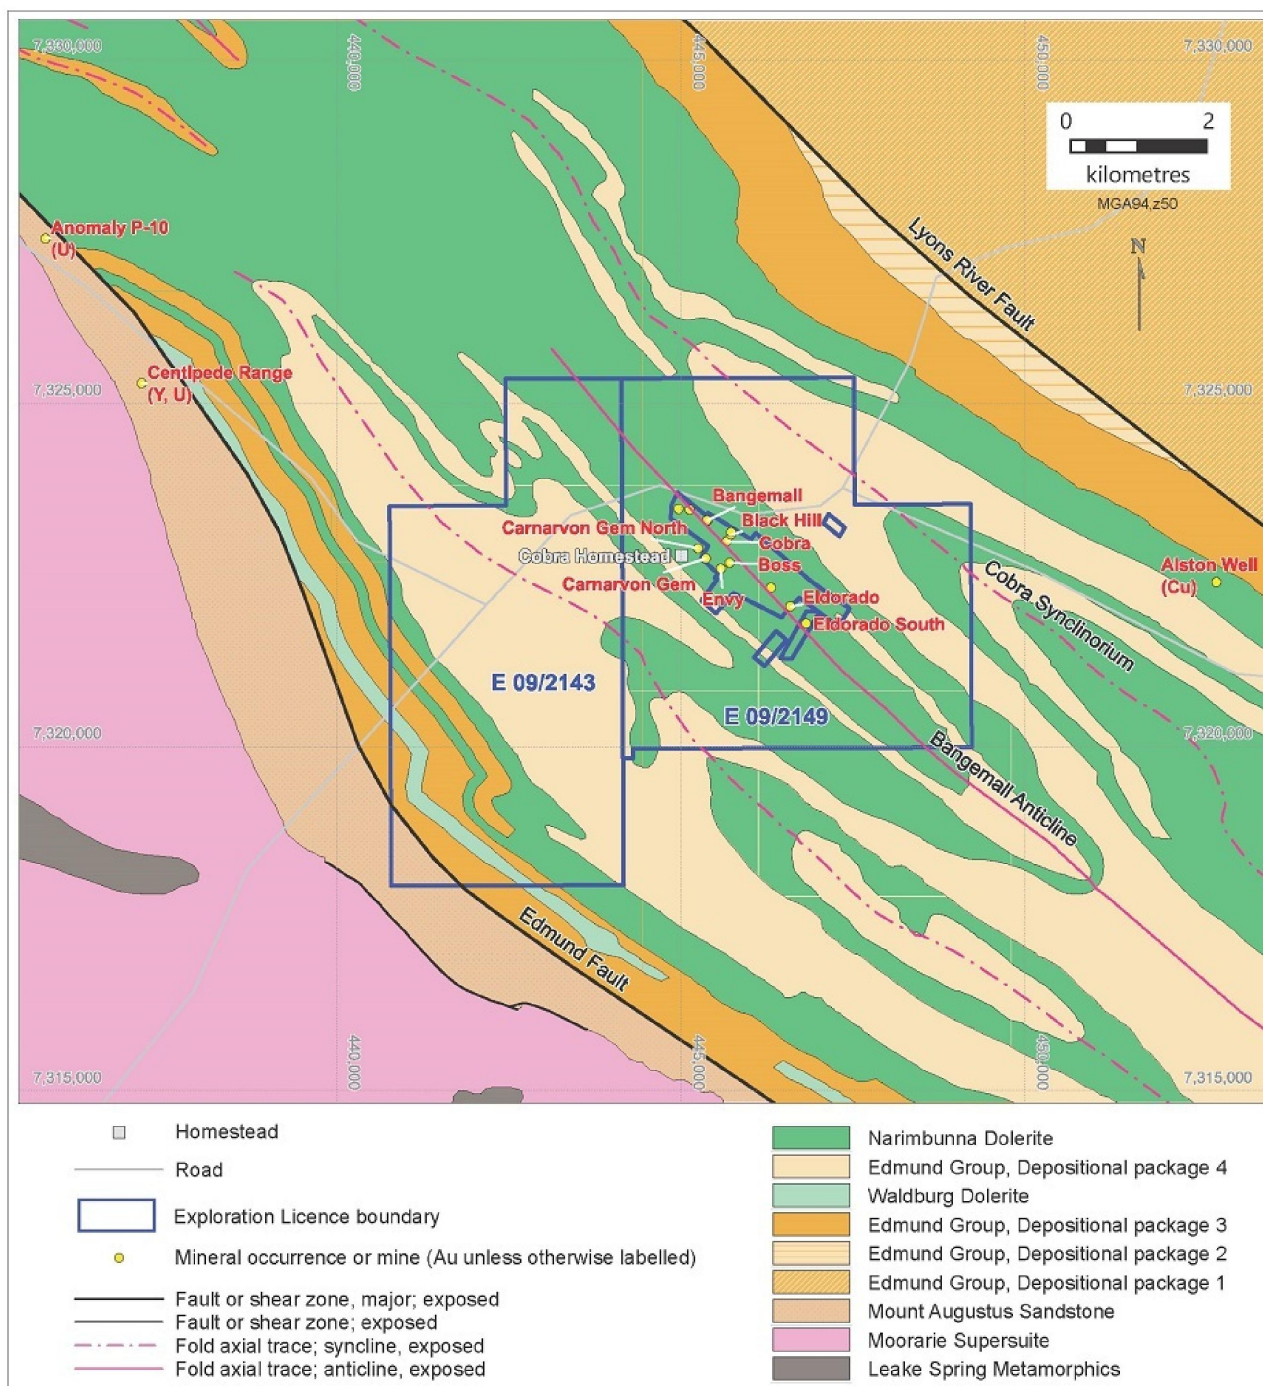 7,330,000
440,000
445,000
450,000
7,330,000
0 2
kilometres
MGA94,z50
N
Lyons River Fault
Anomaly P-10
(U)
Centipede Range
(Y, U)
7,325,000
7,325,000
Bangemall
Carnarvon Gem North
Black Hill
Cobra Homestead
Cobra
Carnarvon Gem
Boss
Envy
Eldorado
Eldorado South
Alston Well
(Cu)
Cobra Synclinorium
E 09/2143
E 09/2149
7,320,000
7,320,000
Bangemall Anticline
Edmund Fault
440,000
445,000
450,000
7,315,000
7,315,000
Homestead
Road
Exploration Licence boundary
Mineral occurrence or mine (Au unless otherwise labelled)
Fault or shear zone, major; exposed
Fault or shear zone; exposed
Fold axial trace; syncline, exposed
Fold axial trace; anticline, exposed
Narimbunna Dolerite
Edmund Group, Depositional package 4
Waldburg Dolerite
Edmund Group, Depositional package 3
Edmund Group, Depositional package 2
Edmund Group, Depositional package 1
Mount Augustus Sandstone
Moorarie Supersuite
Leake Spring Metamorphics